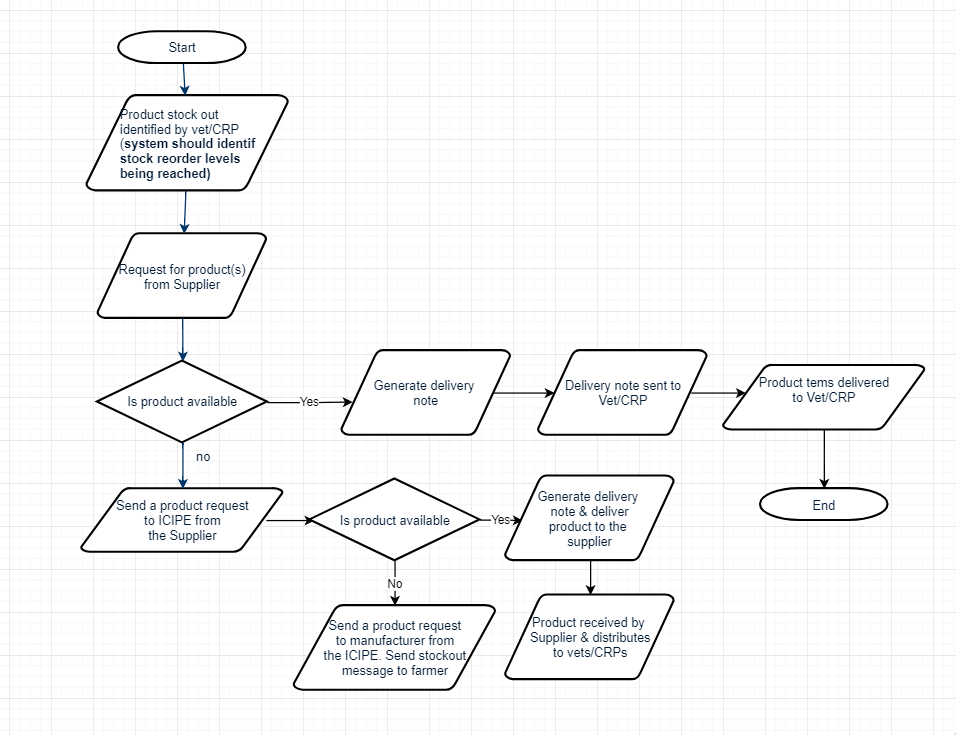 Start
Product stock out
identified by vet/CRP
(system should identif
stock reorder levels
being reached)
Request for product(s)
from Supplier
Is product available
Yes
Generate delivery
note
Delivery note sent to
Vet/CRP
Product tems delivered
to Vet/CRP
no
End
Send a product request
to ICIPE from
the Supplier
Is product available
Yes
Generate delivery
note & deliver
product to the
supplier
No
Send a product request
to manufacturer from
the ICIPE. Send stockout
message to farmer
Product received by
Supplier & distributes
to vets/CRPs